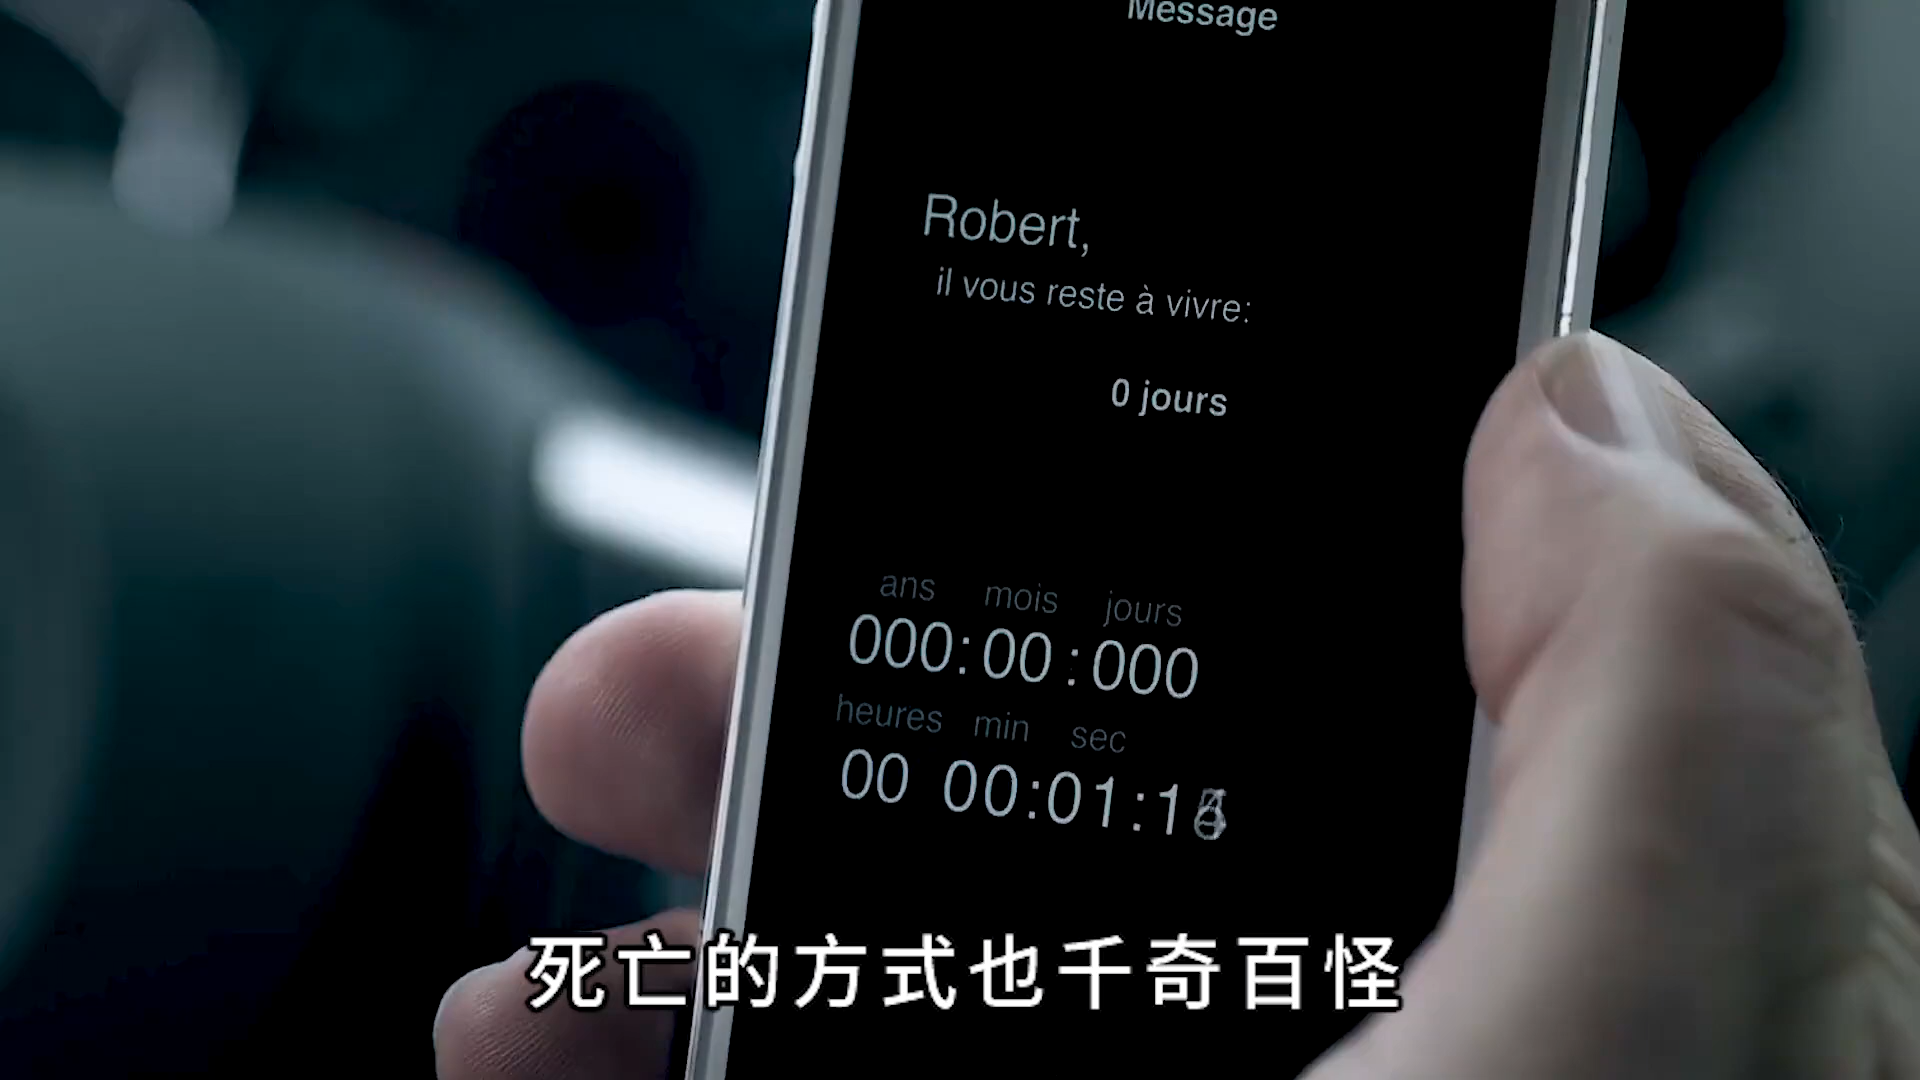 Message
Robert,
il vous reste à vivre:
0 jours
ans mois jours
000:00:000
heures min sec
00 00:01:1
死亡的方式也千奇百怪